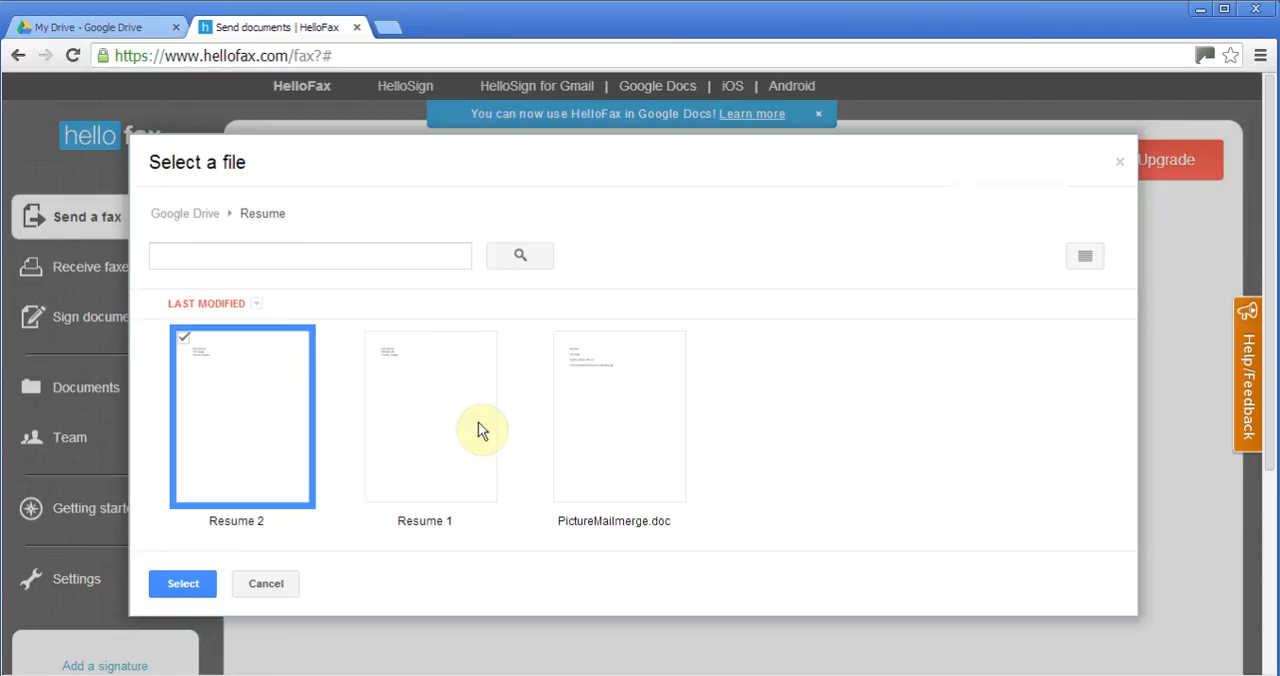 My Drive - Google Drive
Send documents | HelloFax
https://www.hellofax.com/fax?#
HelloFax HelloSign HelloSign for Gmail | Google Docs | iOS | Android
You can now use HelloFax in Google Docs! Learn more ×
hello fax
Upgrade
Select a file ×
Google Drive Resume
LAST MODIFIED
Resume 2 Resume 1 PictureMailmerge.doc
Select Cancel
Send a fax
Receive faxe
Sign docume
Documents
Team
Getting starte
Settings
Add a signature
Help/Feedback